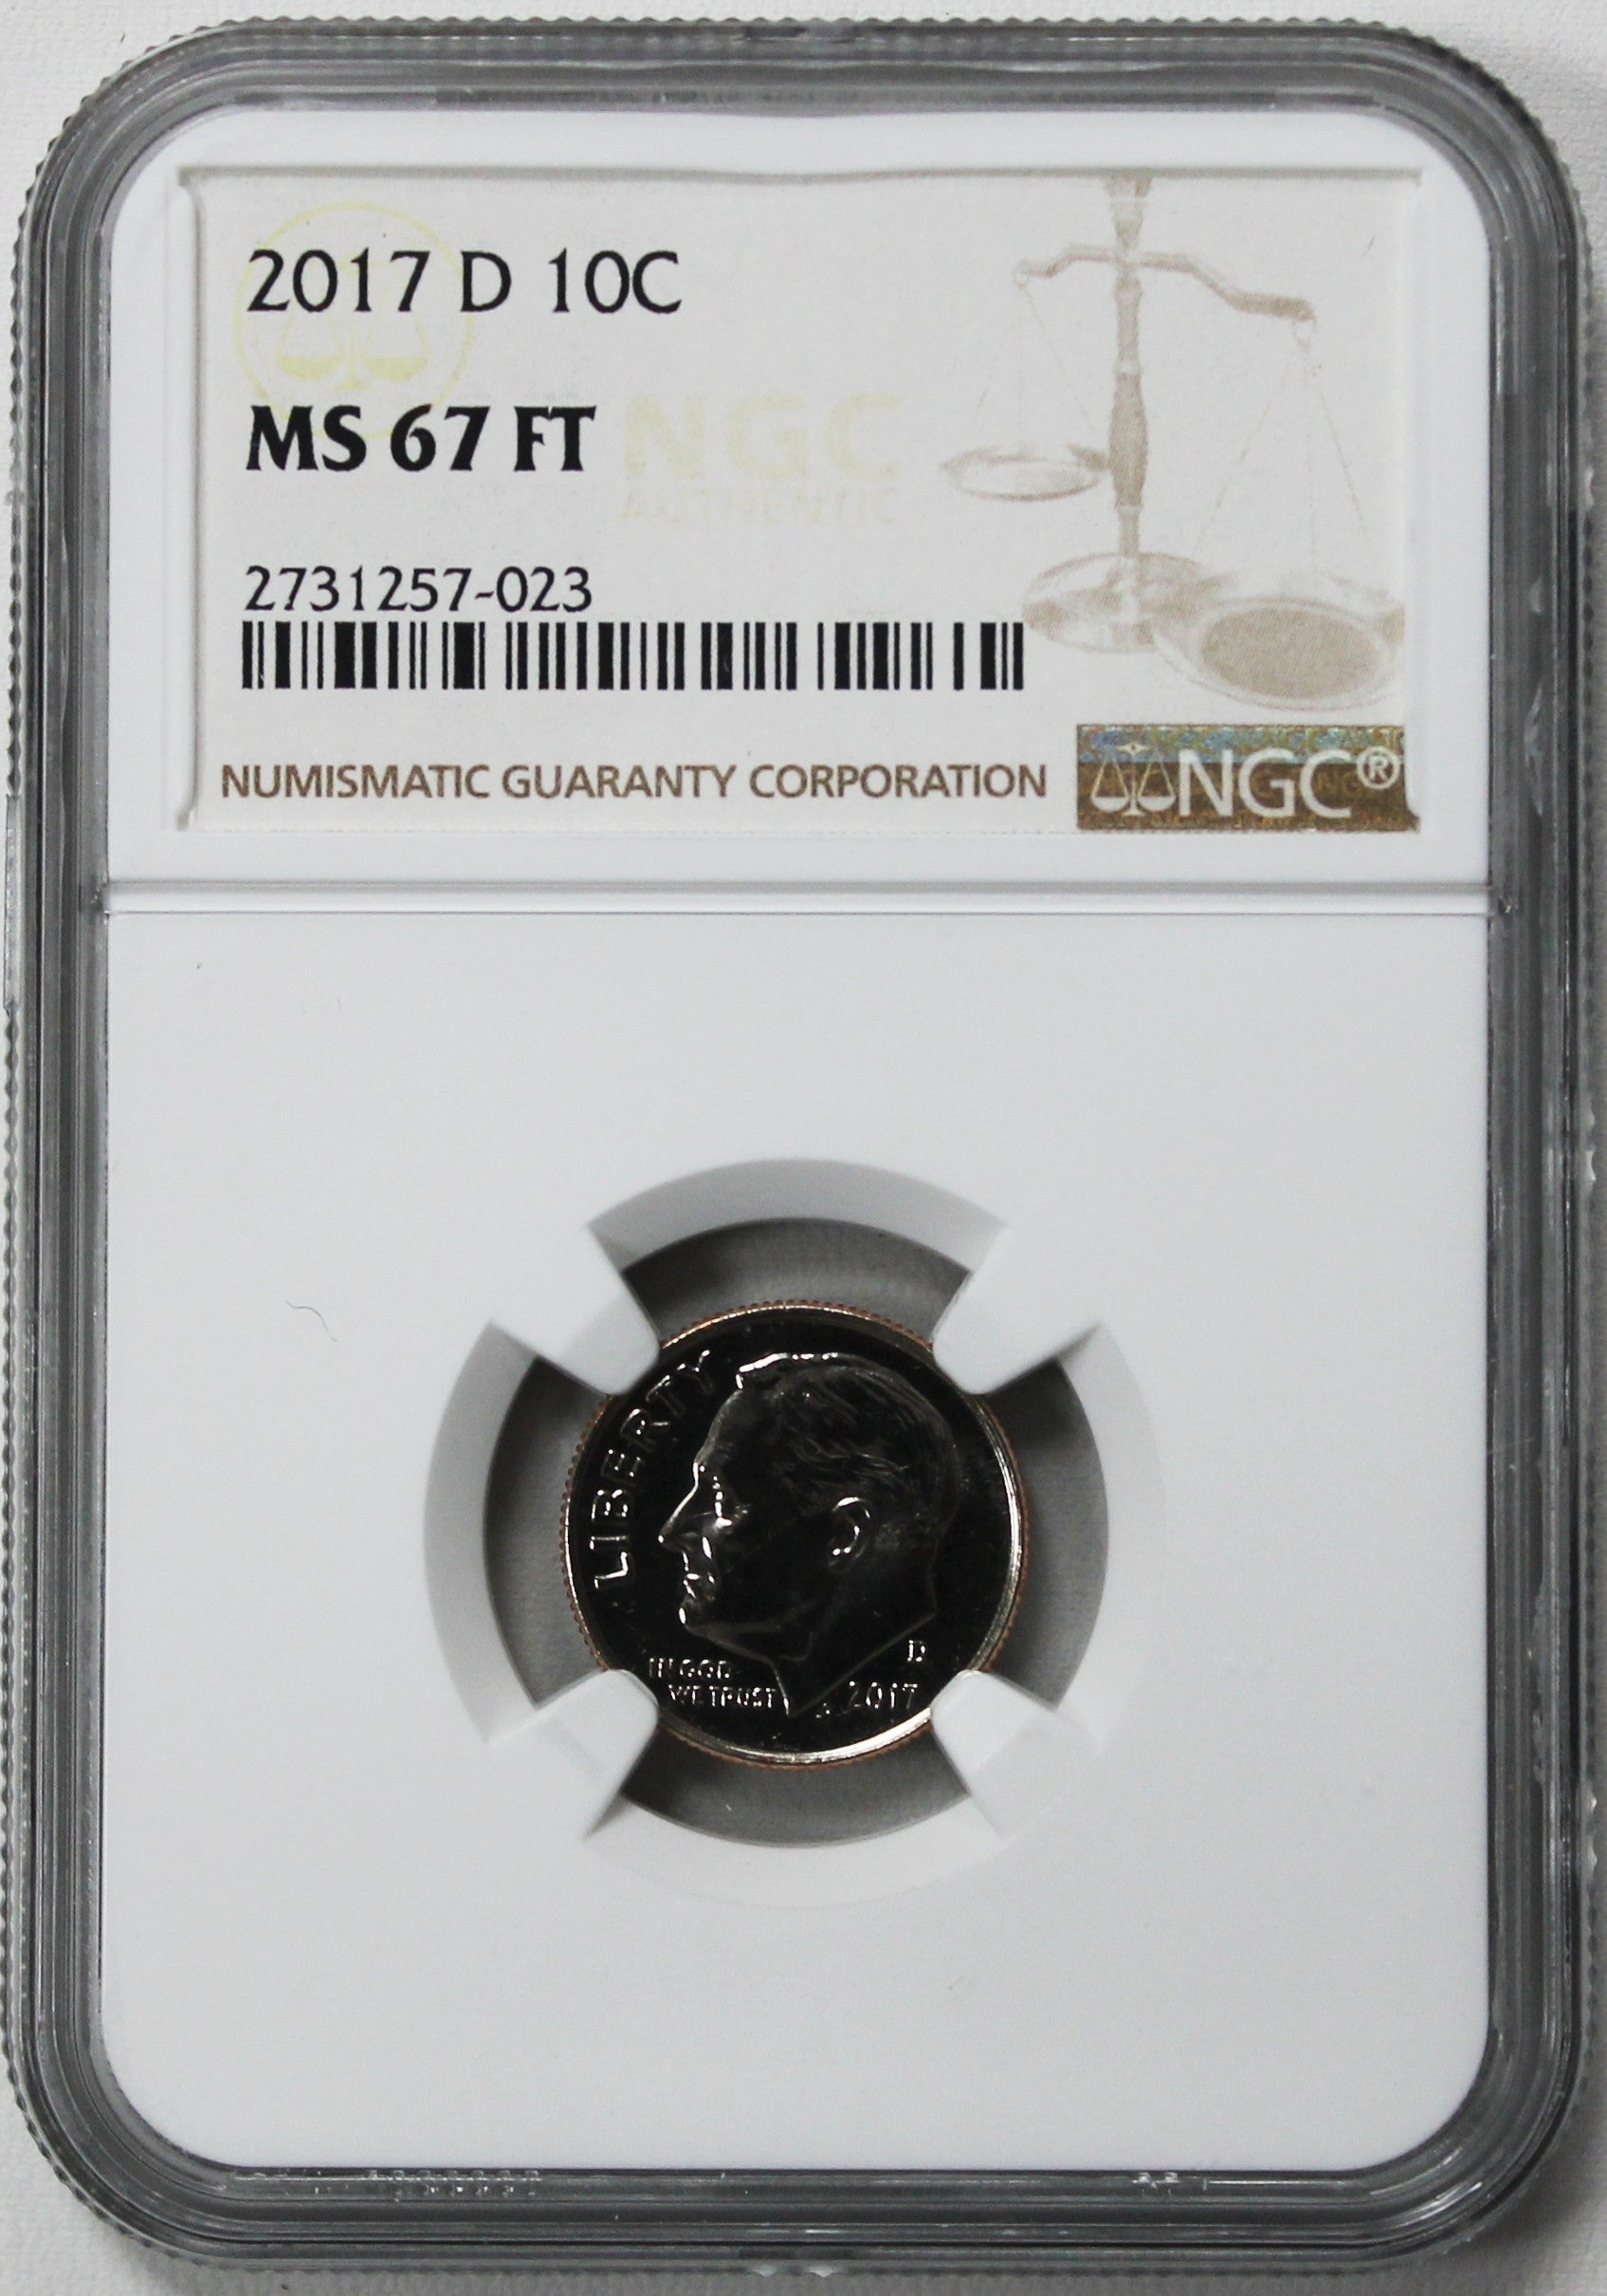 2017 D 10C
MS 67 FT
NGC
AUTHENTIC
2731257-023
NUMISMATIC GUARANTY CORPORATION
NGC®
LIBERTY
IN GOD
WE TRUST
D
2017